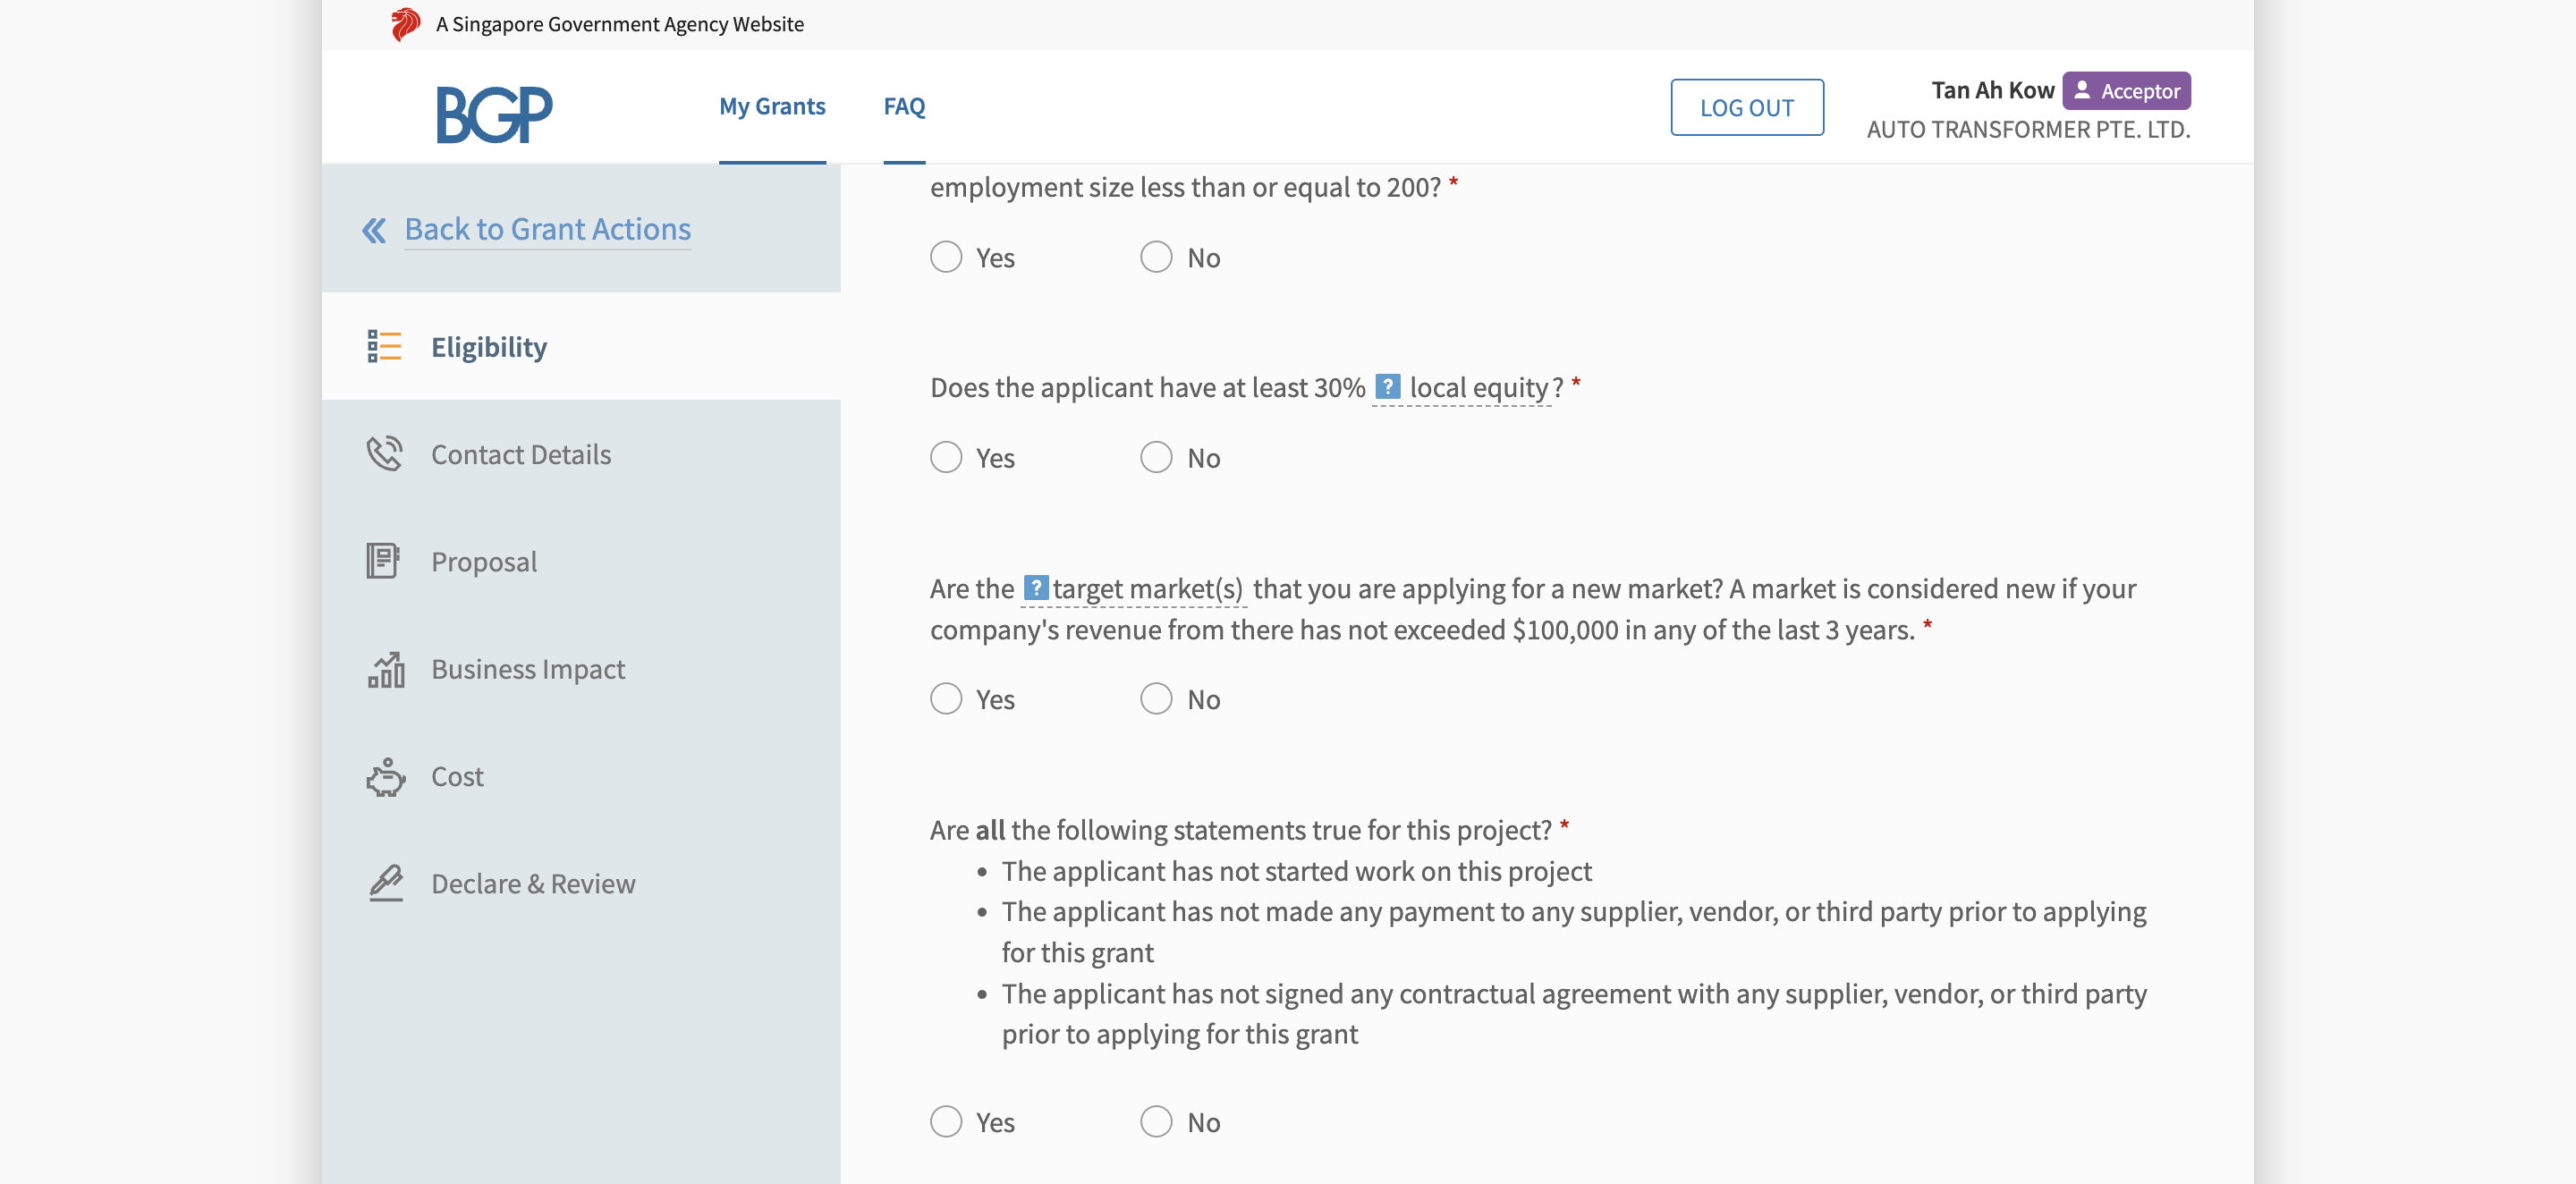 A Singapore Government Agency Website
BGP
My Grants
FAQ
LOG OUT
Tan Ah Kow
Acceptor
AUTO TRANSFORMER PTE. LTD.
« Back to Grant Actions
Eligibility
Contact Details
Proposal
Business Impact
Cost
Declare & Review
employment size less than or equal to 200? *
Yes
No
Does the applicant have at least 30% ? local equity? *
Yes
No
Are the ? target market(s) that you are applying for a new market? A market is considered new if your
company's revenue from there has not exceeded $100,000 in any of the last 3 years. *
Yes
No
Are all the following statements true for this project? *
• The applicant has not started work on this project
• The applicant has not made any payment to any supplier, vendor, or third party prior to applying
for this grant
• The applicant has not signed any contractual agreement with any supplier, vendor, or third party
prior to applying for this grant
Yes
No